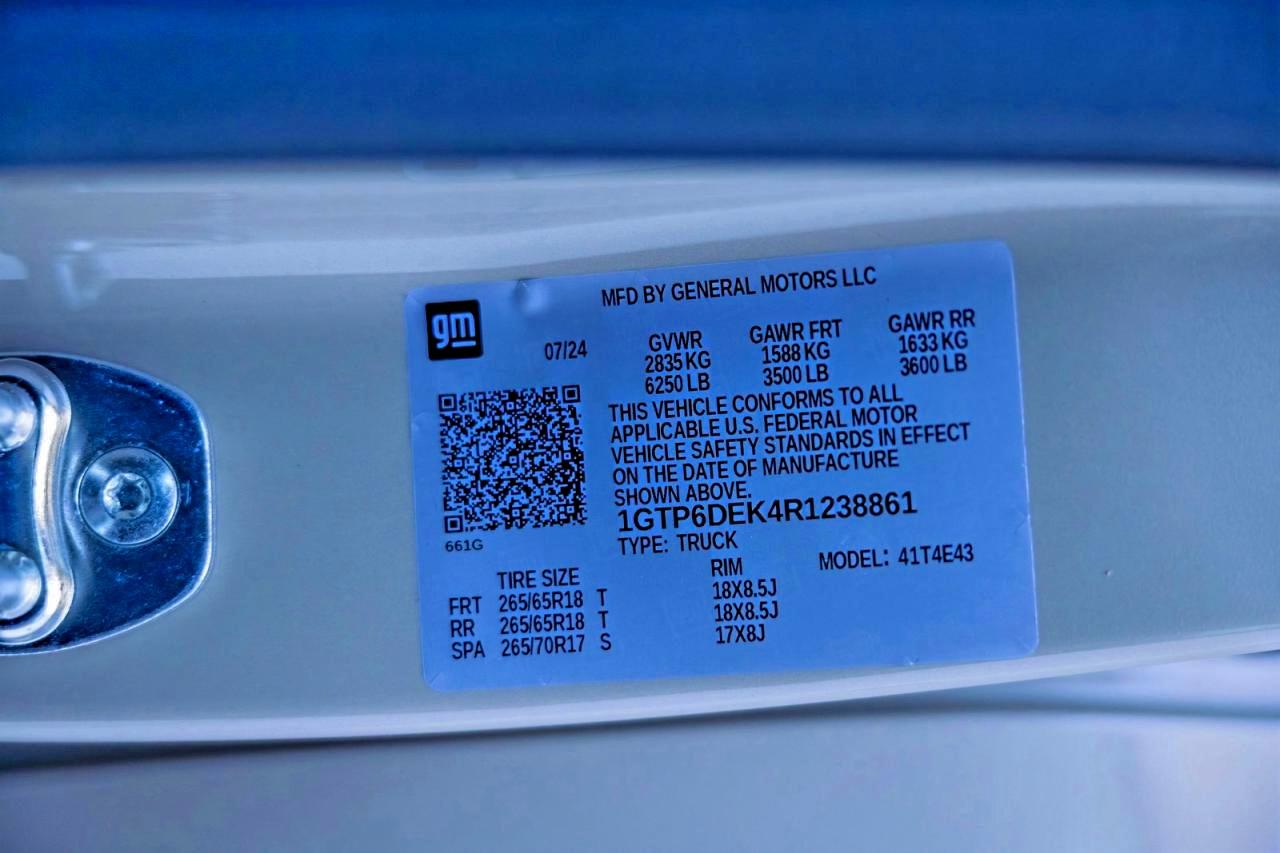 MFD BY GENERAL MOTORS LLC
gm
07/24
GVWR GAWR FRT GAWR RR
2835 KG 1588 KG 1633 KG
6250 LB 3500 LB 3600 LB
THIS VEHICLE CONFORMS TO ALL
APPLICABLE U.S. FEDERAL MOTOR
VEHICLE SAFETY STANDARDS IN EFFECT
ON THE DATE OF MANUFACTURE
SHOWN ABOVE.
1GTP6DEK4R1238861
661G
TYPE: TRUCK MODEL: 41T4E43
TIRE SIZE RIM
FRT 265/65R18 T 18X8.5J
RR 265/65R18 T 18X8.5J
SPA 265/70R17 S 17X8J